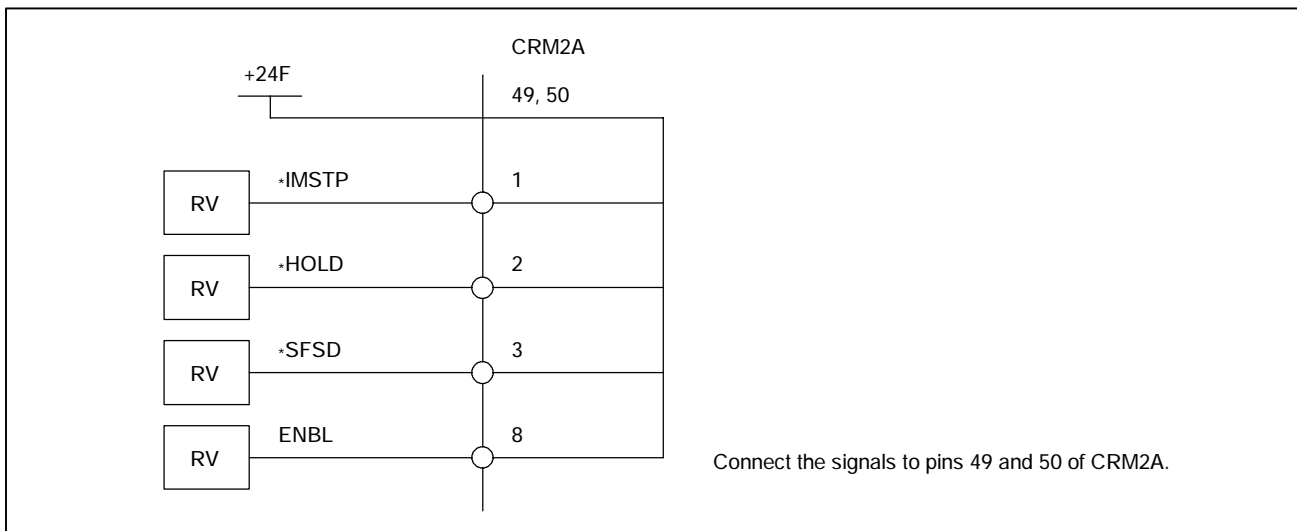 CRM2A
+24F
49, 50
*IMSTP
1
RV
*HOLD
2
RV
*SFSD
3
RV
ENBL
8
RV
Connect the signals to pins 49 and 50 of CRM2A.